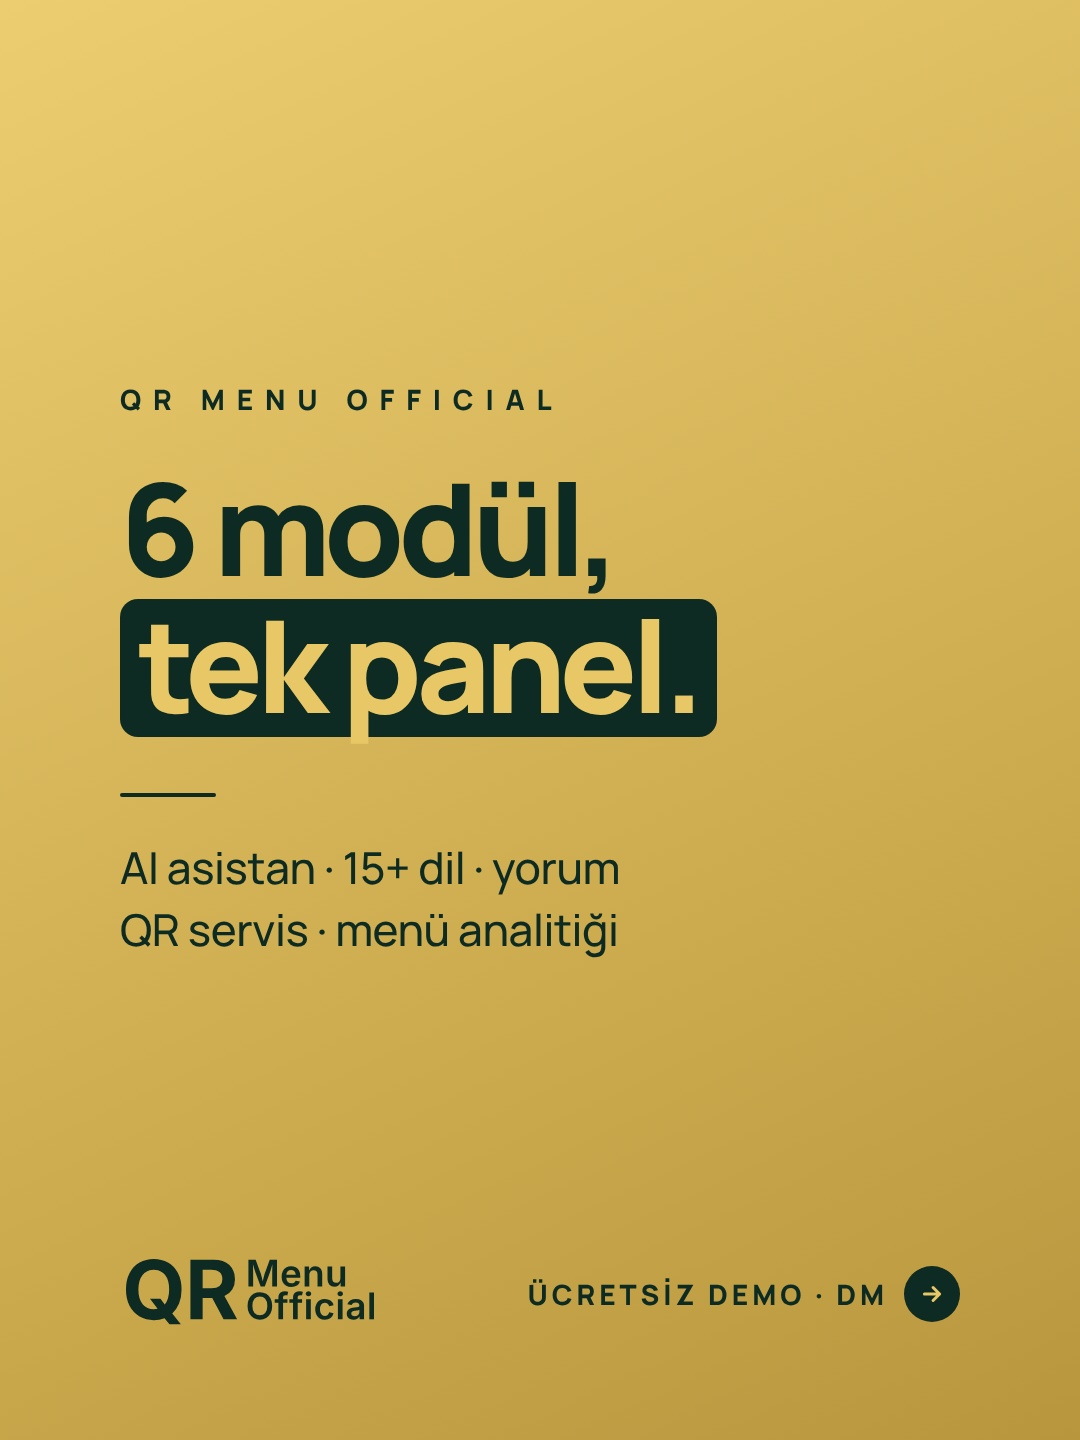 QR MENU OFFICIAL
6 modül,
tek panel.
AI asistan · 15+ dil · yorum
QR servis · menü analitiği
QR Menu Official
ÜCRETSİZ DEMO · DM